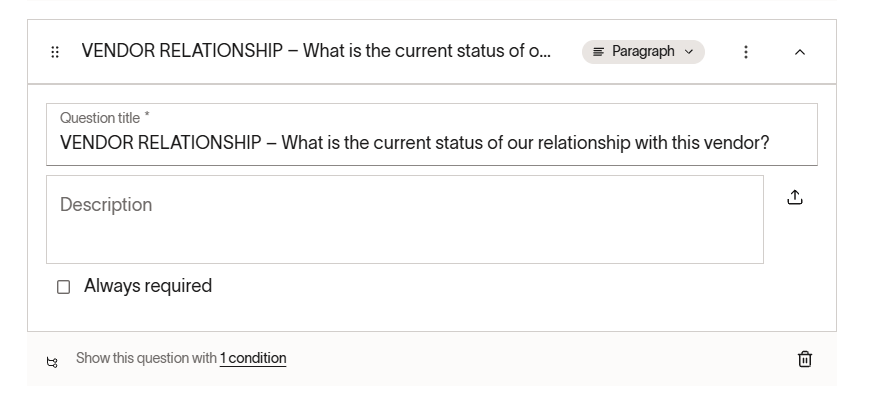 VENDOR RELATIONSHIP – What is the current status of o...
Paragraph
Question title *
VENDOR RELATIONSHIP – What is the current status of our relationship with this vendor?
Description
Always required
Show this question with 1 condition